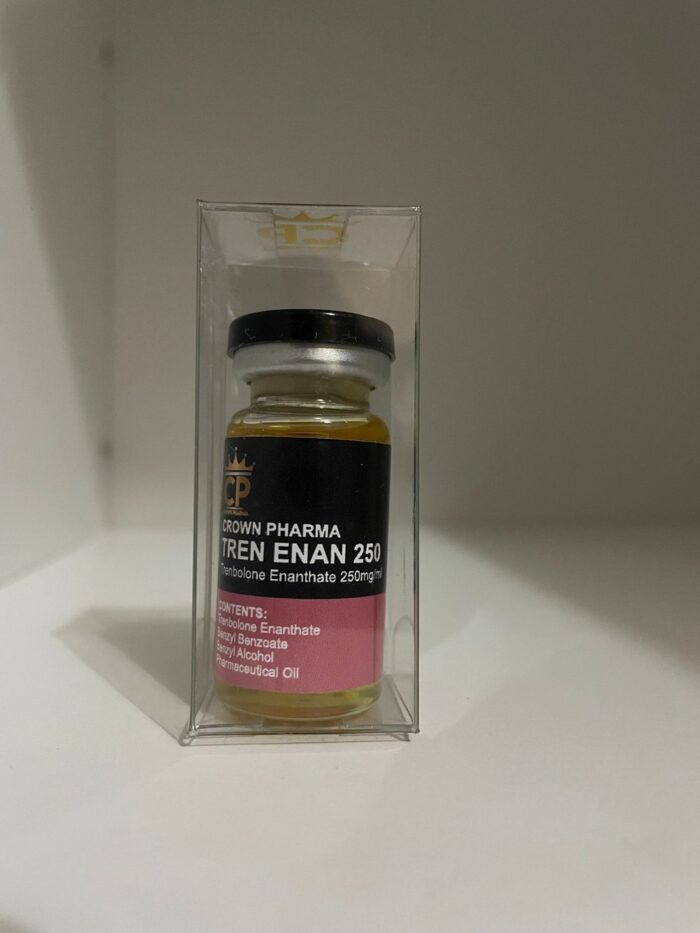 CP
CP
CROWN PHARMA
TREN ENAN 250
Trenbolone Enanthate 250mg/ml
CONTENTS:
Trenbolone Enanthate
Benzyl Benzoate
Benzyl Alcohol
Pharmaceutical Oil